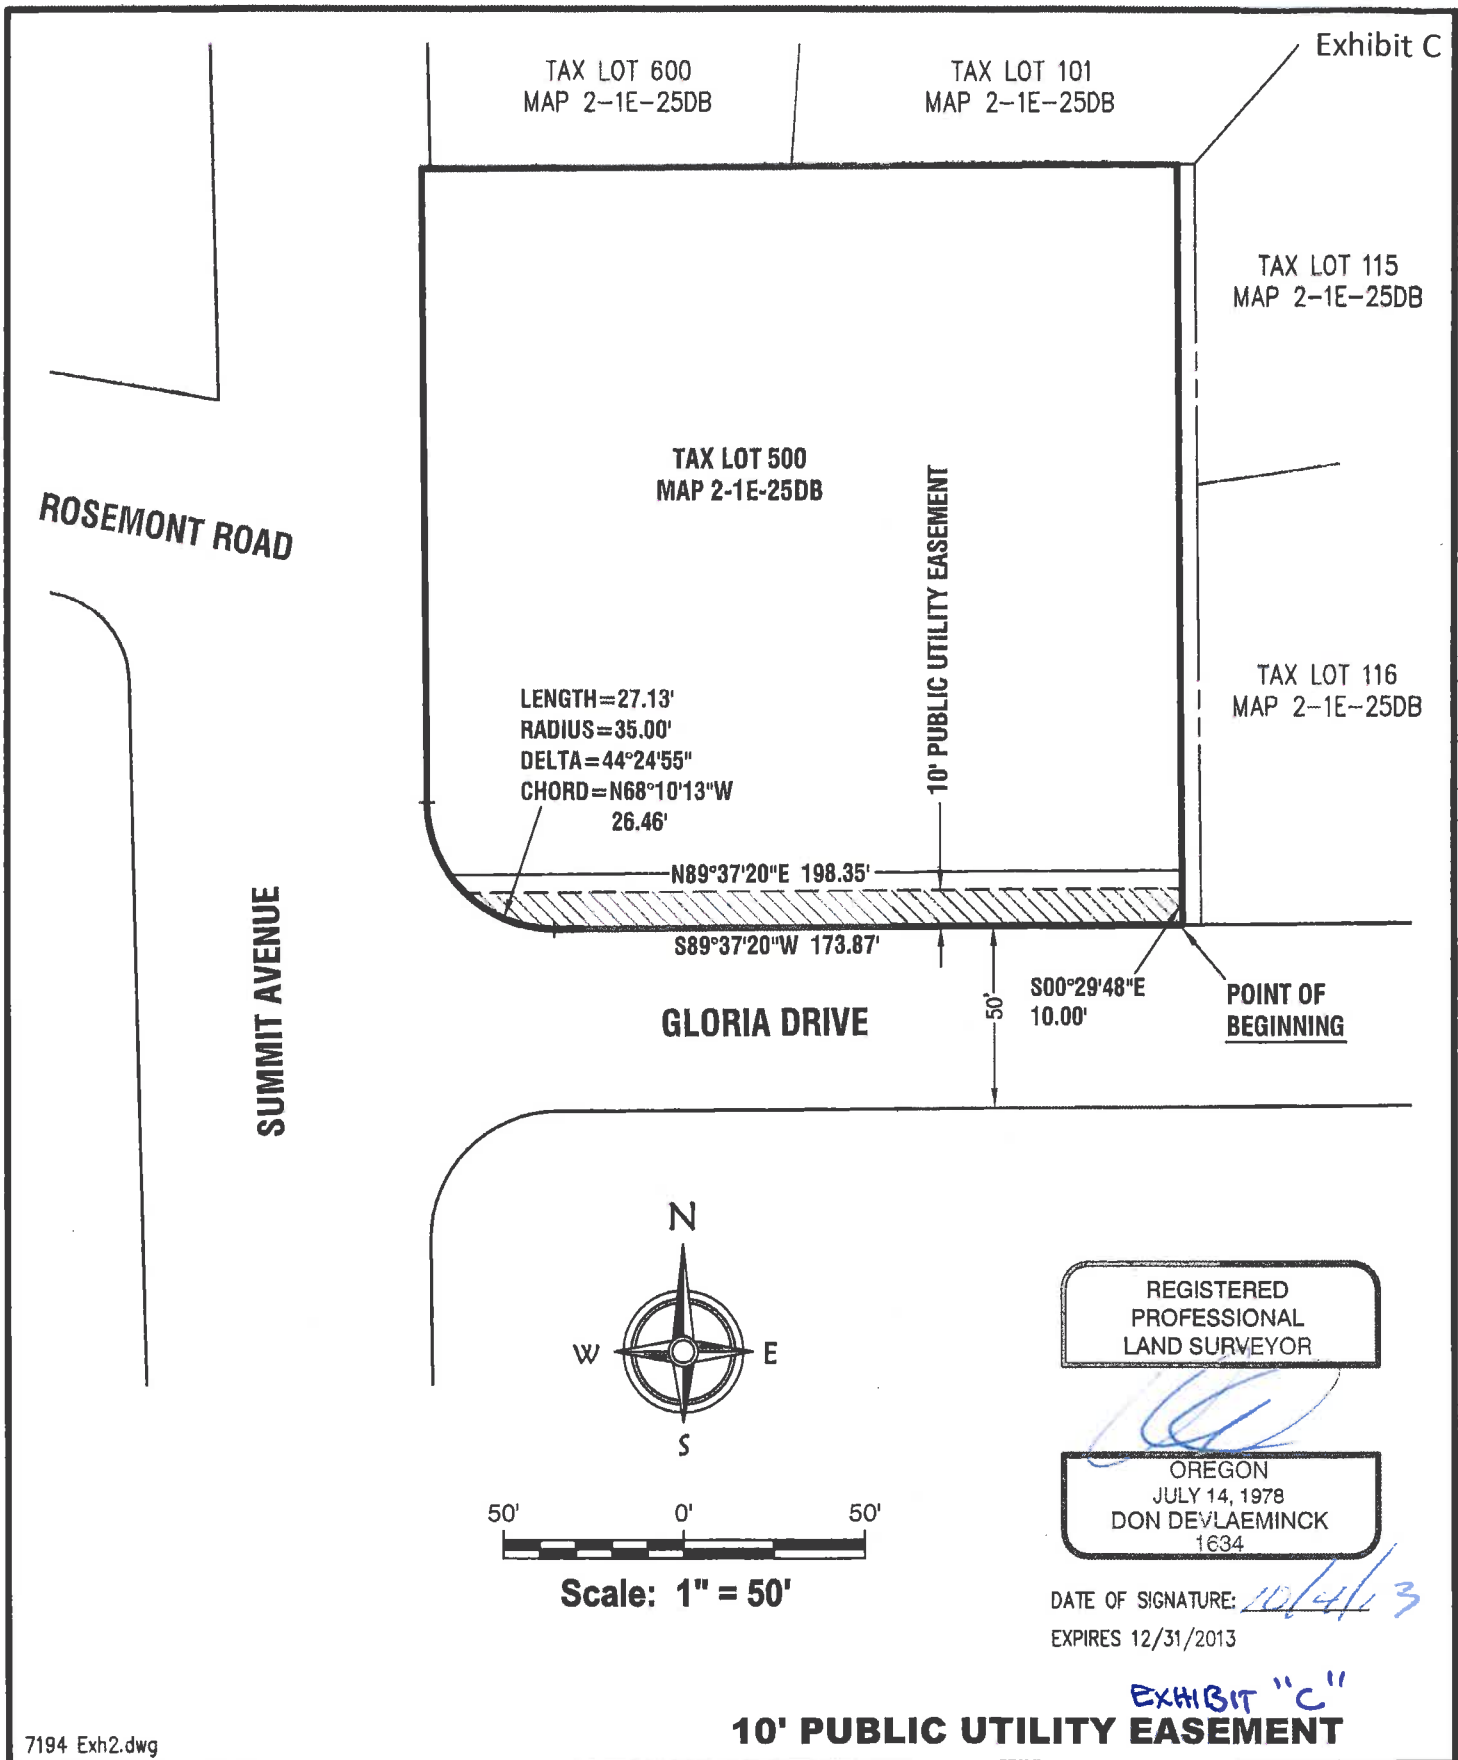 Exhibit C
TAX LOT 600
MAP 2-1E-25DB
TAX LOT 101
MAP 2-1E-25DB
TAX LOT 115
MAP 2-1E-25DB
TAX LOT 500
MAP 2-1E-25DB
ROSEMONT ROAD
10' PUBLIC UTILITY EASEMENT
TAX LOT 116
MAP 2-1E-25DB
LENGTH=27.13'
RADIUS=35.00'
DELTA=44°24'55"
CHORD=N68°10'13"W
26.46'
N89°37'20"E 198.35'
S89°37'20"W 173.87'
SUMMIT AVENUE
GLORIA DRIVE
50'
S00°29'48"E
10.00'
POINT OF
BEGINNING
N
W
E
S
50' 0' 50'
Scale: 1" = 50'
REGISTERED
PROFESSIONAL
LAND SURVEYOR
OREGON
JULY 14, 1978
DON DEVLAEMINCK
1634
DATE OF SIGNATURE: 10/4/13
EXPIRES 12/31/2013
EXHIBIT "C"
10' PUBLIC UTILITY EASEMENT
7194 Exh2.dwg